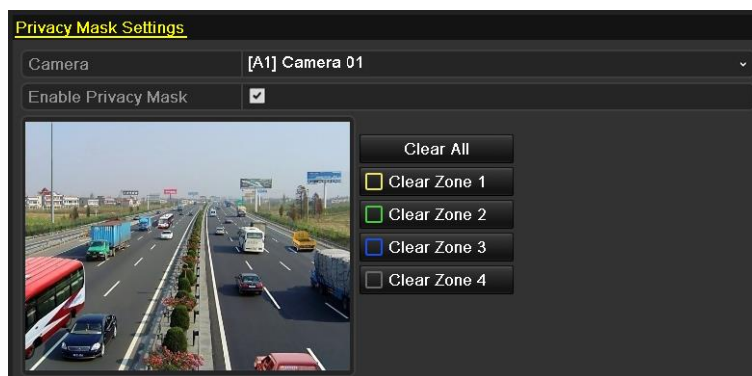 Privacy Mask Settings
Camera [A1] Camera 01
Enable Privacy Mask
Clear All
Clear Zone 1
Clear Zone 2
Clear Zone 3
Clear Zone 4